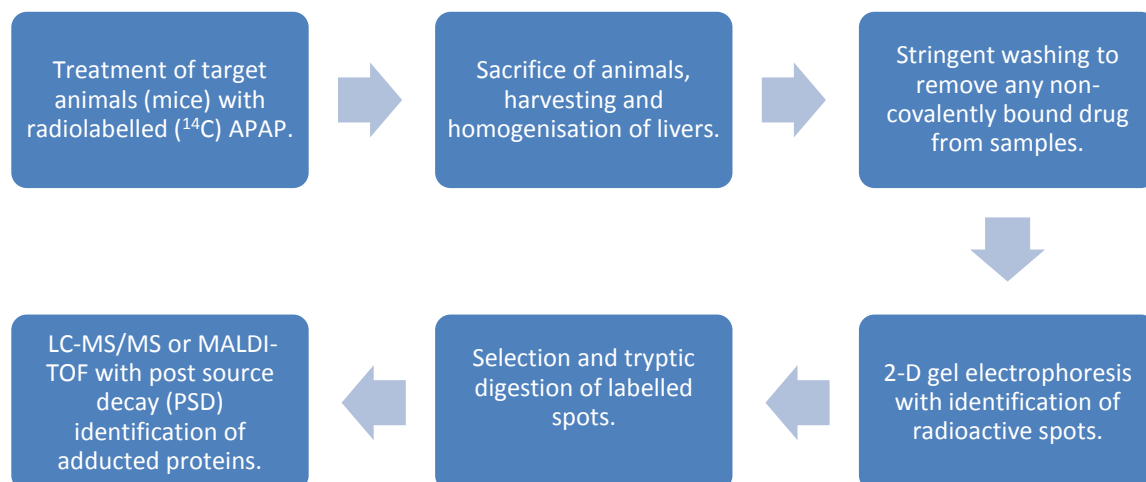 Treatment of target
animals (mice) with
radiolabelled (¹⁴C) APAP.
Sacrifice of animals,
harvesting and
homogenisation of livers.
Stringent washing to
remove any non-
covalently bound drug
from samples.
2-D gel electrophoresis
with identification of
radioactive spots.
Selection and tryptic
digestion of labelled
spots.
LC-MS/MS or MALDI-
TOF with post source
decay (PSD)
identification of
adducted proteins.